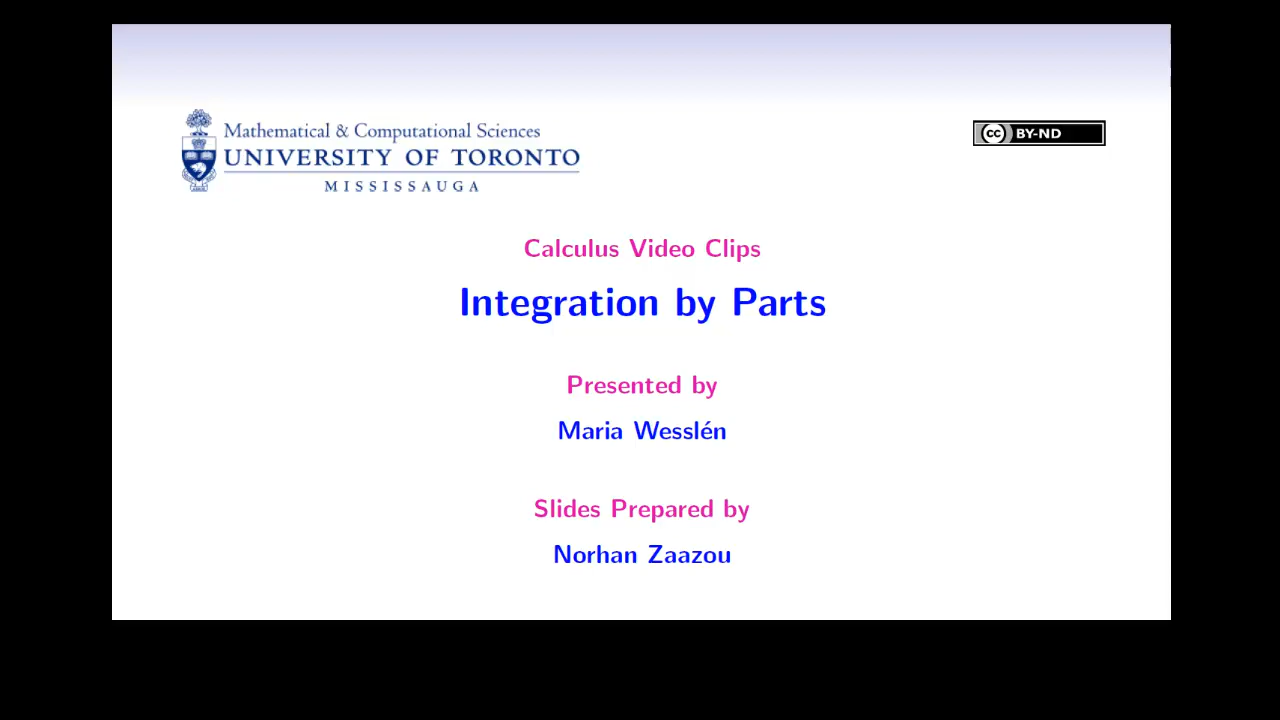 Mathematical & Computational Sciences
UNIVERSITY OF TORONTO
MISSISSAUGA
cc BY-ND
Calculus Video Clips
Integration by Parts
Presented by
Maria Wesslén
Slides Prepared by
Norhan Zaazou